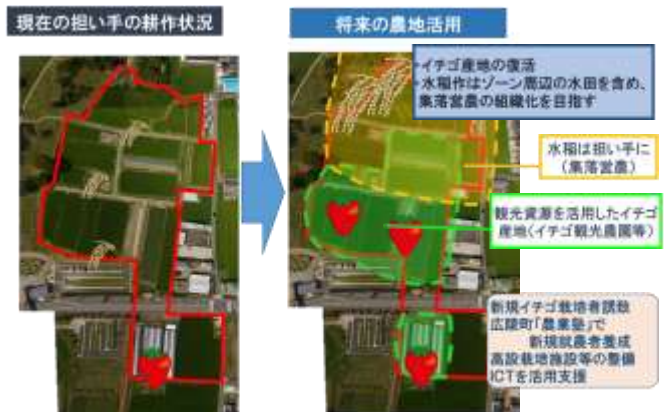 現在の担い手の耕作状況
将来の農地活用
・イチゴ産地の復活
・水稲作はゾーン周辺の水田を含め、
集落営農の組織化を目指す
水稲は担い手に
(集落営農)
観光資源を活用したイチゴ
産地(イチゴ観光農園等)
新規イチゴ栽培者誘致
広陵町「農業塾」で
新規就農者養成
高設栽培施設等の整備
ICTを活用支援